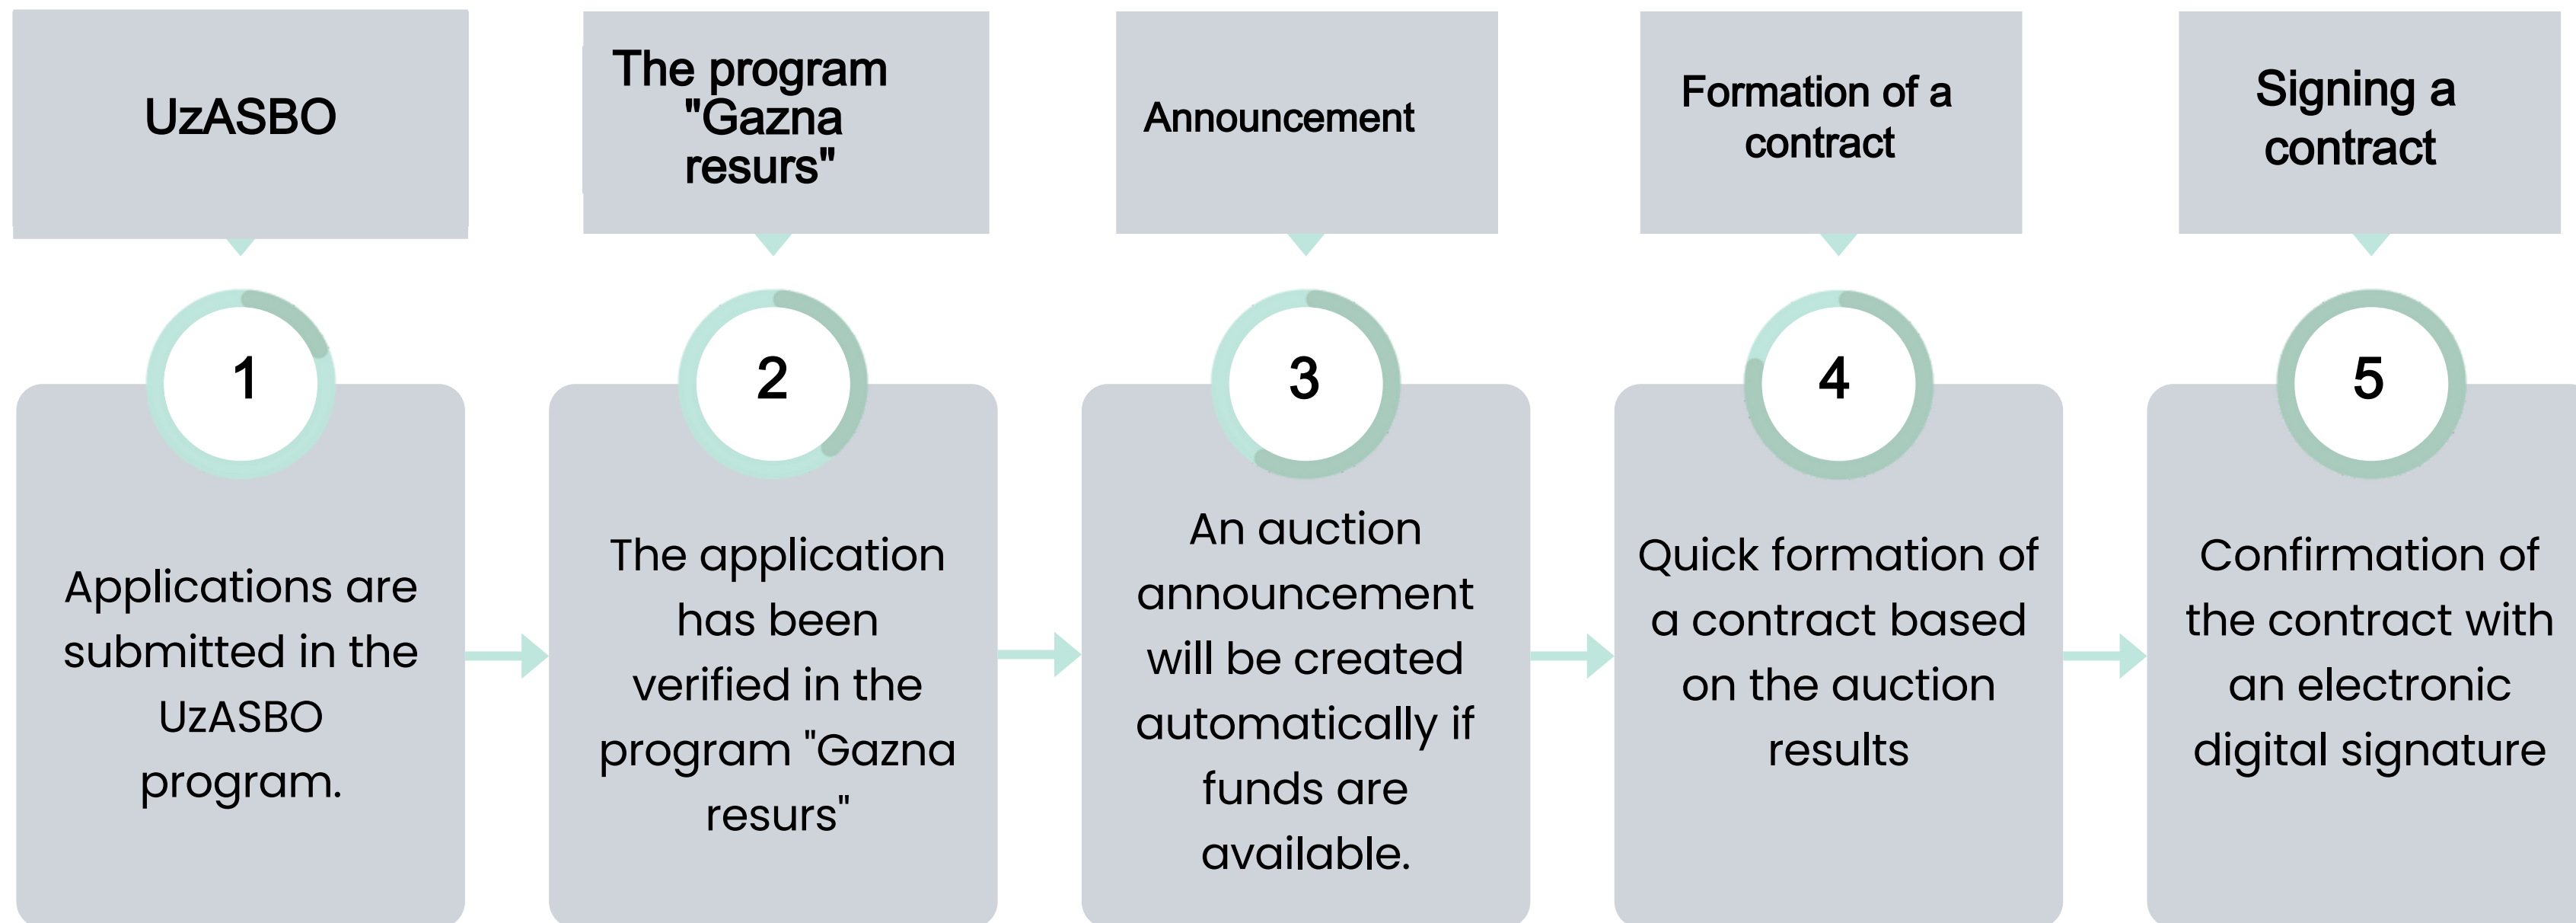 UzASBO
The program
"Gazna
resurs"
Announcement
Formation of a
contract
Signing a
contract
1
2
3
4
5
Applications are
submitted in the
UzASBO
program.
The application
has been
verified in the
program "Gazna
resurs"
An auction
announcement
will be created
automatically if
funds are
available.
Quick formation of
a contract based
on the auction
results
Confirmation of
the contract with
an electronic
digital signature